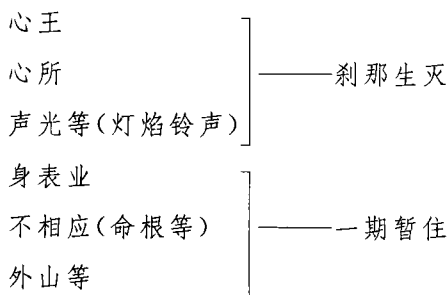 心王
心所
声光等(灯焰铃声)
——刹那生灭
身表业
不相应(命根等)
外山等
——一期暂住